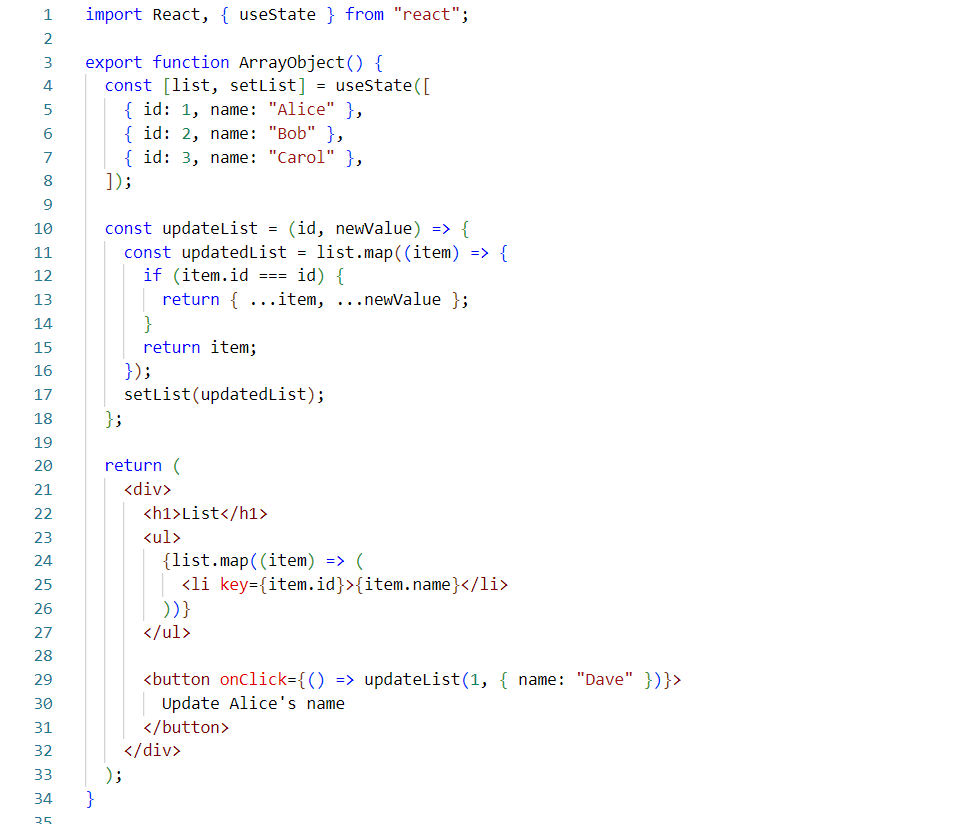 1 import React, { useState } from "react";
2
3 export function ArrayObject() {
4   const [list, setList] = useState([
5     { id: 1, name: "Alice" },
6     { id: 2, name: "Bob" },
7     { id: 3, name: "Carol" },
8   ]);
9
10   const updateList = (id, newValue) => {
11     const updatedList = list.map((item) => {
12       if (item.id === id) {
13         return { ...item, ...newValue };
14       }
15       return item;
16     });
17     setList(updatedList);
18   };
19
20   return (
21     <div>
22       <h1>List</h1>
23       <ul>
24         {list.map((item) => (
25           <li key={item.id}>{item.name}</li>
26         ))}
27       </ul>
28
29       <button onClick={() => updateList(1, { name: "Dave" })}>
30         Update Alice's name
31       </button>
32     </div>
33   );
34 }
35